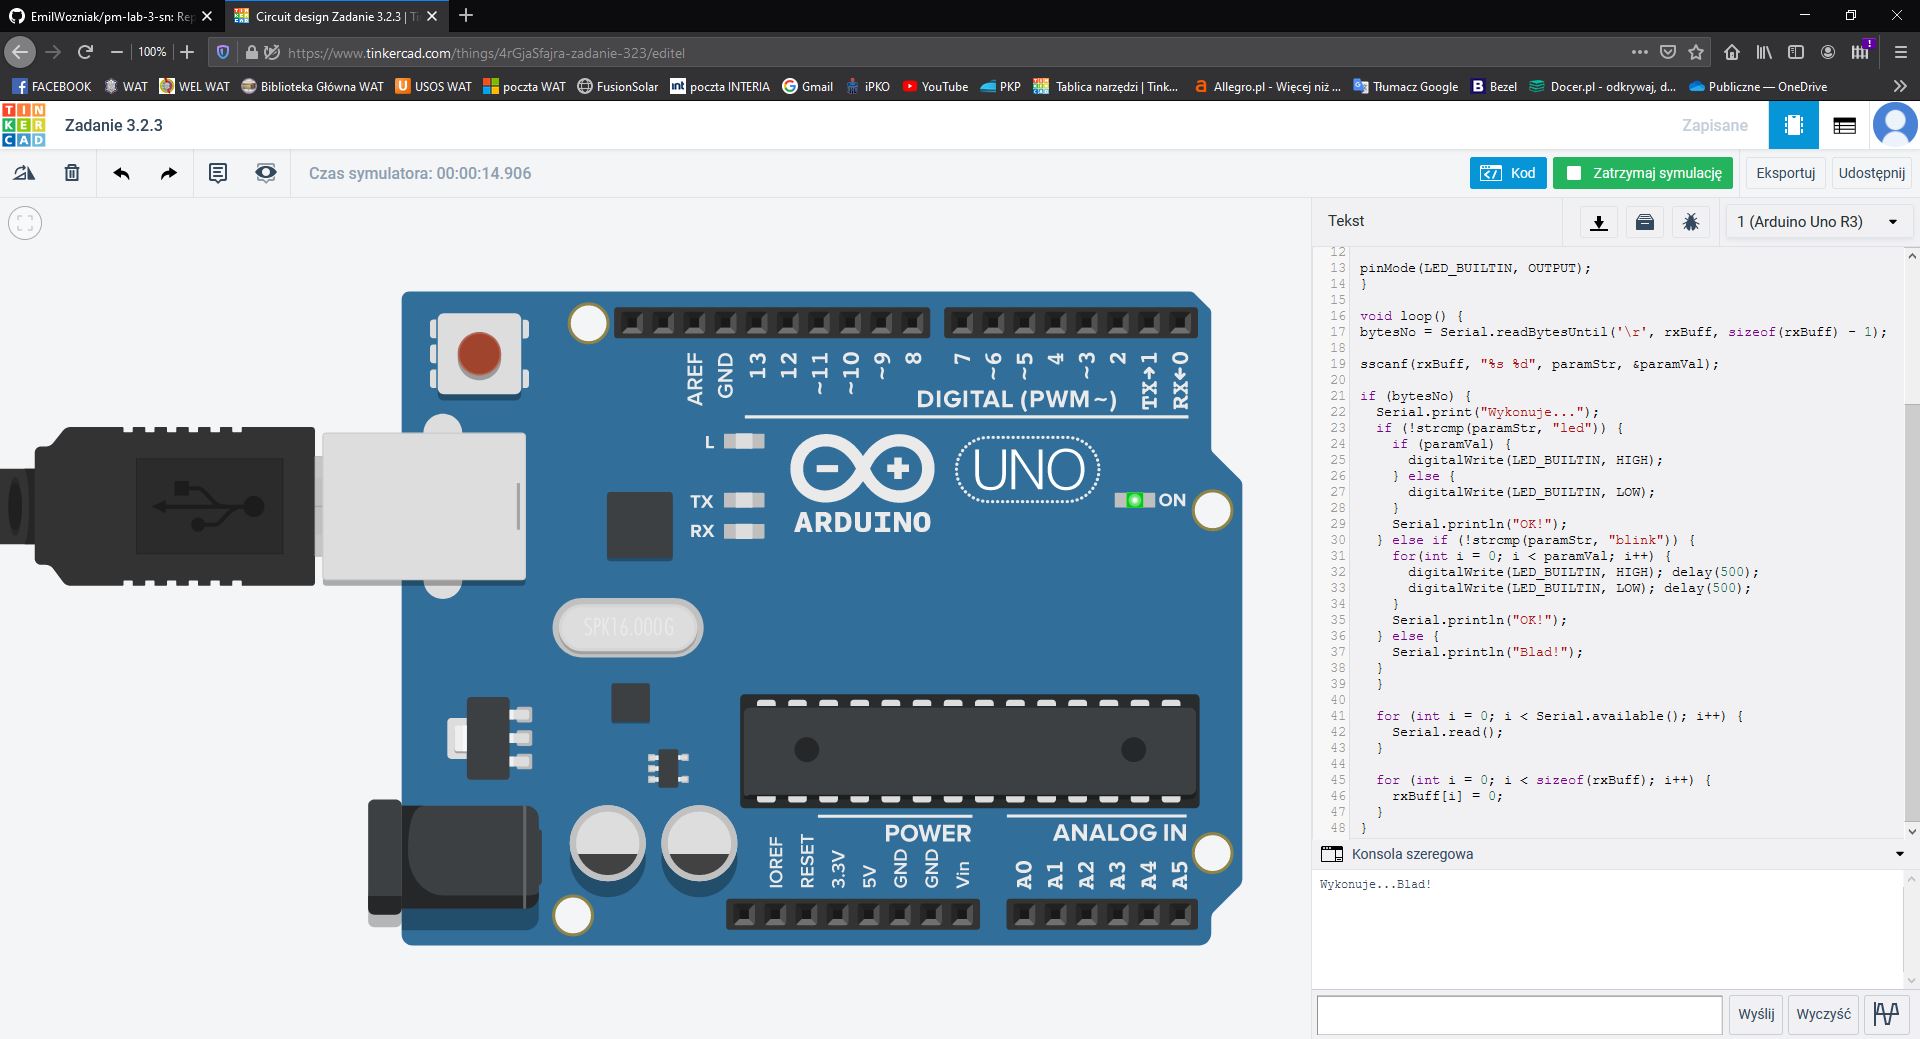 EmilWozniak/pm-lab-3-sn: Rep
Circuit design Zadanie 3.2.3 | Ti
100%
https://www.tinkercad.com/things/4rGjaSfajra-zadanie-323/editel
1
FACEBOOK WAT WEL WAT Biblioteka Główna WAT USOS WAT poczta WAT FusionSolar int poczta INTERIA Gmail iPKO YouTube PKP Tablica narzędzi | Tink... Allegro.pl - Więcej niż ... Tłumacz Google Bezel Docer.pl - odkrywaj, d... Publiczne — OneDrive
TIN
KER
CAD
Zadanie 3.2.3
Zapisane
Czas symulatora: 00:00:14.906
Kod
Zatrzymaj symulację
Eksportuj
Udostępnij
Tekst
1 (Arduino Uno R3)
12
13 pinMode(LED_BUILTIN, OUTPUT);
14 }
15
16 void loop() {
17 bytesNo = Serial.readBytesUntil('\r', rxBuff, sizeof(rxBuff) - 1);
18
19 sscanf(rxBuff, "%s %d", paramStr, &paramVal);
20
21 if (bytesNo) {
22 Serial.print("Wykonuje...");
23 if (!strcmp(paramStr, "led")) {
24 if (paramVal) {
25 digitalWrite(LED_BUILTIN, HIGH);
26 } else {
27 digitalWrite(LED_BUILTIN, LOW);
28 }
29 Serial.println("OK!");
30 } else if (!strcmp(paramStr, "blink")) {
31 for(int i = 0; i < paramVal; i++) {
32 digitalWrite(LED_BUILTIN, HIGH); delay(500);
33 digitalWrite(LED_BUILTIN, LOW); delay(500);
34 }
35 Serial.println("OK!");
36 } else {
37 Serial.println("Blad!");
38 }
39 }
40
41 for (int i = 0; i < Serial.available(); i++) {
42 Serial.read();
43 }
44
45 for (int i = 0; i < sizeof(rxBuff); i++) {
46 rxBuff[i] = 0;
47 }
48 }
Konsola szeregowa
Wykonuje...Blad!
Wyślij
Wyczyść
AREF GND 13 12 ~11 ~10 ~9 8 7 ~6 ~5 4 ~3 2 TX→1 RX←0
DIGITAL (PWM~)
L
TX
RX
UNO
ARDUINO
ON
SPK16.000G
POWER
ANALOG IN
IOREF RESET 3.3V 5V GND GND Vin A0 A1 A2 A3 A4 A5